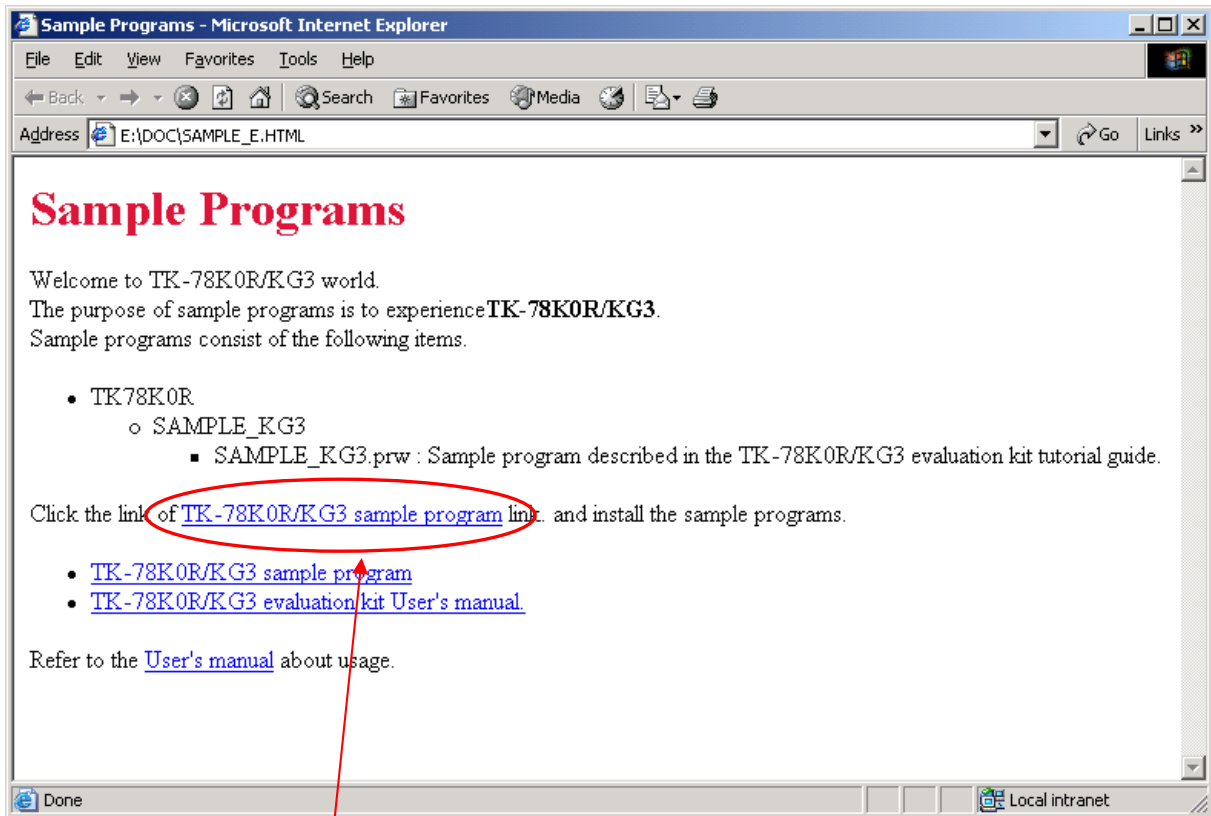 Sample Programs - Microsoft Internet Explorer
File Edit View Favorites Tools Help
Back Search Favorites Media
Address E:\DOC\SAMPLE_E.HTML Go Links »
Sample Programs
Welcome to TK-78K0R/KG3 world.
The purpose of sample programs is to experienceTK-78K0R/KG3.
Sample programs consist of the following items.
• TK78K0R
o SAMPLE_KG3
▪ SAMPLE_KG3.prw : Sample program described in the TK-78K0R/KG3 evaluation kit tutorial guide.
Click the link of TK-78K0R/KG3 sample program link. and install the sample programs.
• TK-78K0R/KG3 sample program
• TK-78K0R/KG3 evaluation kit User's manual.
Refer to the User's manual about usage.
Done Local intranet